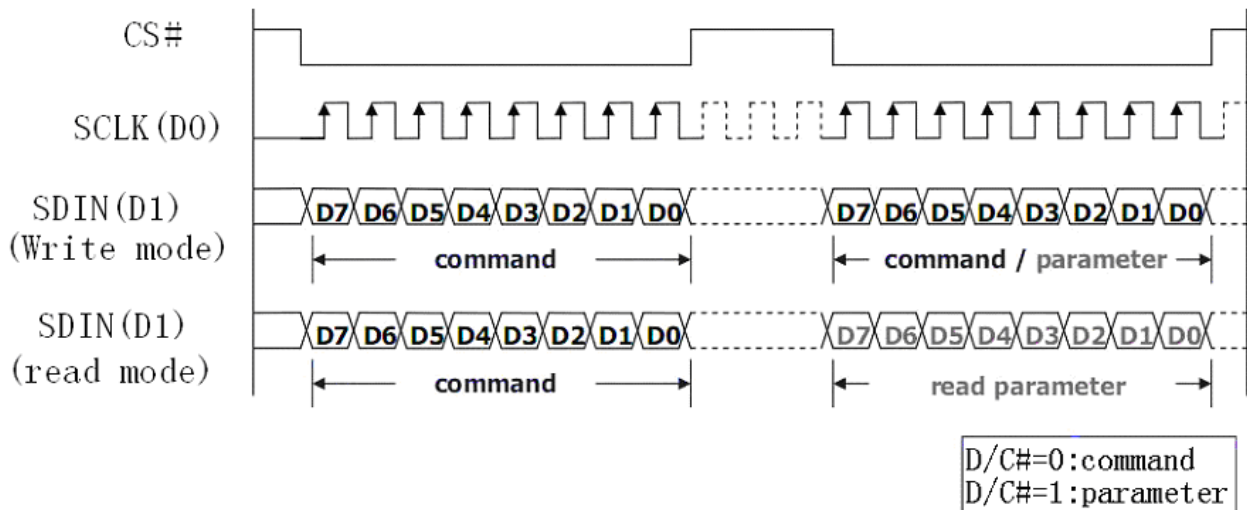 CS#
SCLK(D0)
SDIN(D1)
(Write mode)
D7 D6 D5 D4 D3 D2 D1 D0
D7 D6 D5 D4 D3 D2 D1 D0
command
command / parameter
SDIN(D1)
(read mode)
D7 D6 D5 D4 D3 D2 D1 D0
D7 D6 D5 D4 D3 D2 D1 D0
command
read parameter
D/C#=0:command
D/C#=1:parameter